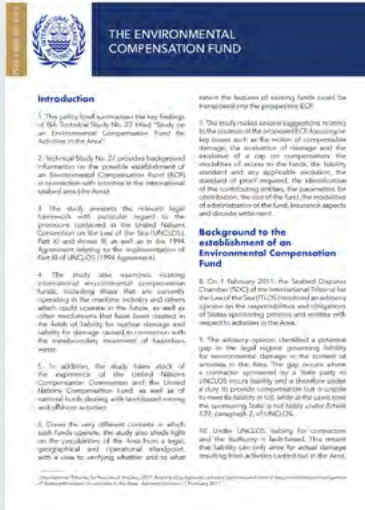 THE ENVIRONMENTAL
COMPENSATION FUND
Introduction
1. This policy brief summarises the key findings
of ISA Technical Study No. 27 titled "Study on
an Environmental Compensation Fund for
Activities in the Area".
2. Technical Study No. 27 provides background
information on the possible establishment of
an Environmental Compensation Fund (ECF)
in connection with activities in the international
seabed area (the Area).
3. The study presents the relevant legal
framework with particular regard to the
provisions contained in the United Nations
Convention on the Law of the Sea (UNCLOS),
Part XI and Annex III, as well as in the 1994
Agreement relating to the implementation of
Part XI of UNCLOS (1994 Agreement).
4. The study also examines existing
international environmental compensation
funds, including those that are currently
operating in the maritime industry and others
which could operate in the future, as well as
other mechanisms that have been created in
the fields of liability for nuclear damage and
liability for damage caused in connection with
the transboundary movement of hazardous
waste.
5. In addition, the study takes stock of
the experience of the United Nations
Compensation Commission and the United
Nations Compensation Fund, as well as of
national funds dealing with land-based mining
and offshore activities.
6. Given the very different contexts in which
such funds operate, the study also sheds light
on the peculiarities of the Area from a legal,
geographical and operational standpoint,
with a view to verifying whether and to what
extent the features of existing funds could be
transposed into the prospective ECF.
7. The study makes several suggestions relating
to the creation of the proposed ECF, focusing on
key issues such as the notion of compensable
damage, the evaluation of damage and the
existence of a cap on compensation, the
modalities of access to the funds, the liability
standard and any applicable exception, the
standard of proof required, the identification
of the contributing entities, the parameters for
contribution, the use of the fund, the modalities
of administration of the fund, insurance aspects
and dispute settlement.
Background to the
establishment of an
Environmental Compensation
Fund
8. On 1 February 2011, the Seabed Disputes
Chamber (SDC) of the International Tribunal for
the Law of the Sea (ITLOS) rendered an advisory
opinion on the responsibilities and obligations
of States sponsoring persons and entities with
respect to activities in the Area.
9. The advisory opinion identified a potential
gap in the legal regime governing liability
for environmental damage in the context of
activities in the Area. The gap occurs where
a contractor sponsored by a State party to
UNCLOS incurs liability and is therefore under
a duty to provide compensation but is unable
to meet its liability in full, while at the same time
the sponsoring State is not liable under Article
139, paragraph 2, of UNCLOS.
10. Under UNCLOS, liability for contractors
and the Authority is fault-based. This means
that liability can only arise for actual damage
resulting from activities carried out in the Area,